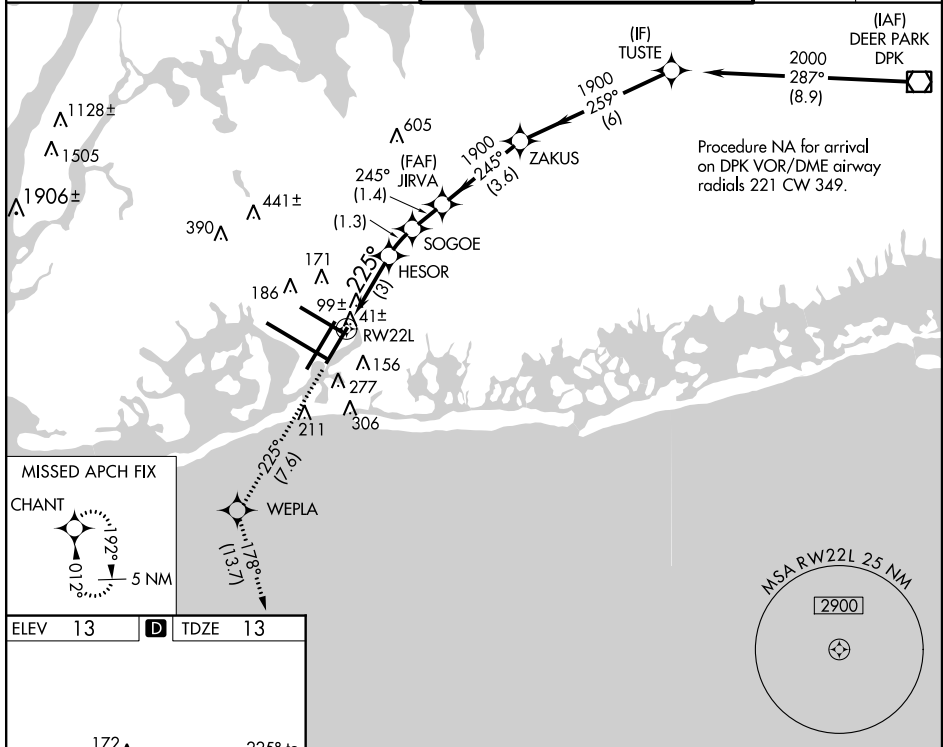 (IAF)
DEER PARK
DPK
(IF)
TUSTE
2000
287°
(8.9)
1900
259°
(6)
1128±
1505
1906±
605
ZAKUS
1900
245°
(3.6)
Procedure NA for arrival
on DPK VOR/DME airway
radials 221 CW 349.
(FAF)
JIRVA
245°
(1.4)
441±
390
(1.3)
SOGOE
HESOR
171
186
225°
(3)
99±
41±
RW22L
156
277
306
211
225°
(7.6)
MISSED APCH FIX
CHANT
192°
012°
5 NM
WEPLA
178°
(13.7)
MSA RW22L 25 NM
2900
ELEV 13 D TDZE 13